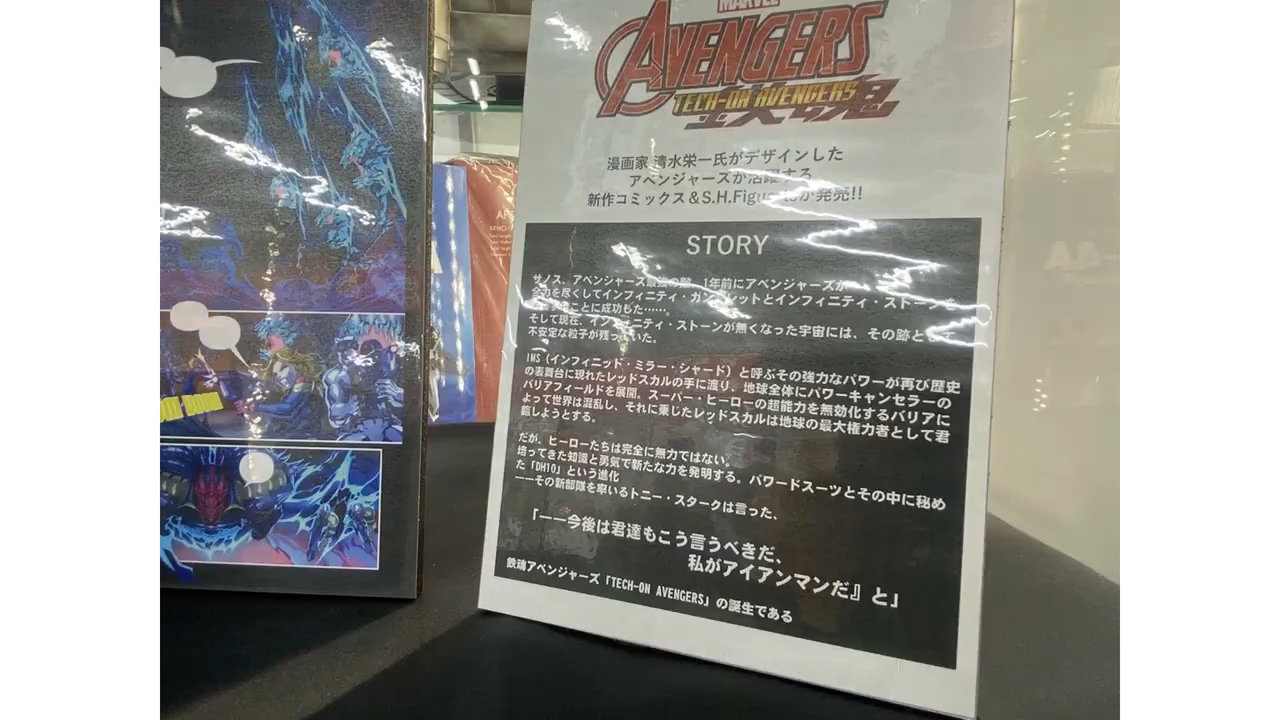 MARVEL
AVENGERS
TECH-ON AVENGERS
鉄魂
漫画家 清水栄一氏がデザインした
アベンジャーズが活躍する
新作コミックス＆S.H.Figu が発売!!
STORY
サノス、アベンジャーズ最強の敵。1年前にアベンジャーズが
全力を尽くしてインフィニティ・ガントレットとインフィニティ・ストーンを
ことに成功した……
そして現在、インフィニティ・ストーンが無くなった宇宙には、その跡として
不安定な粒子が残っていた。
IMS（インフィニッド・ミラー・シャード）と呼ぶその強力なパワーが再び歴史
の表舞台に現れたレッドスカルの手に渡り、地球全体にパワーキャンセラーの
バリアフィールドを展開。スーパー・ヒーローの超能力を無効化するバリアに
よって世界は混乱し、それに乗じたレッドスカルは地球の最大権力者として君
臨しようとする。
だが、ヒーローたちは完全に無力ではない。
培ってきた知識と勇気で新たな力を発明する。パワードスーツとその中に秘め
た「DH10」という進化
——その新部隊を率いるトニー・スタークは言った、
「——今後は君達もこう言うべきだ、
私がアイアンマンだ』と」
鉄魂アベンジャーズ「TECH-ON AVENGERS」の誕生である